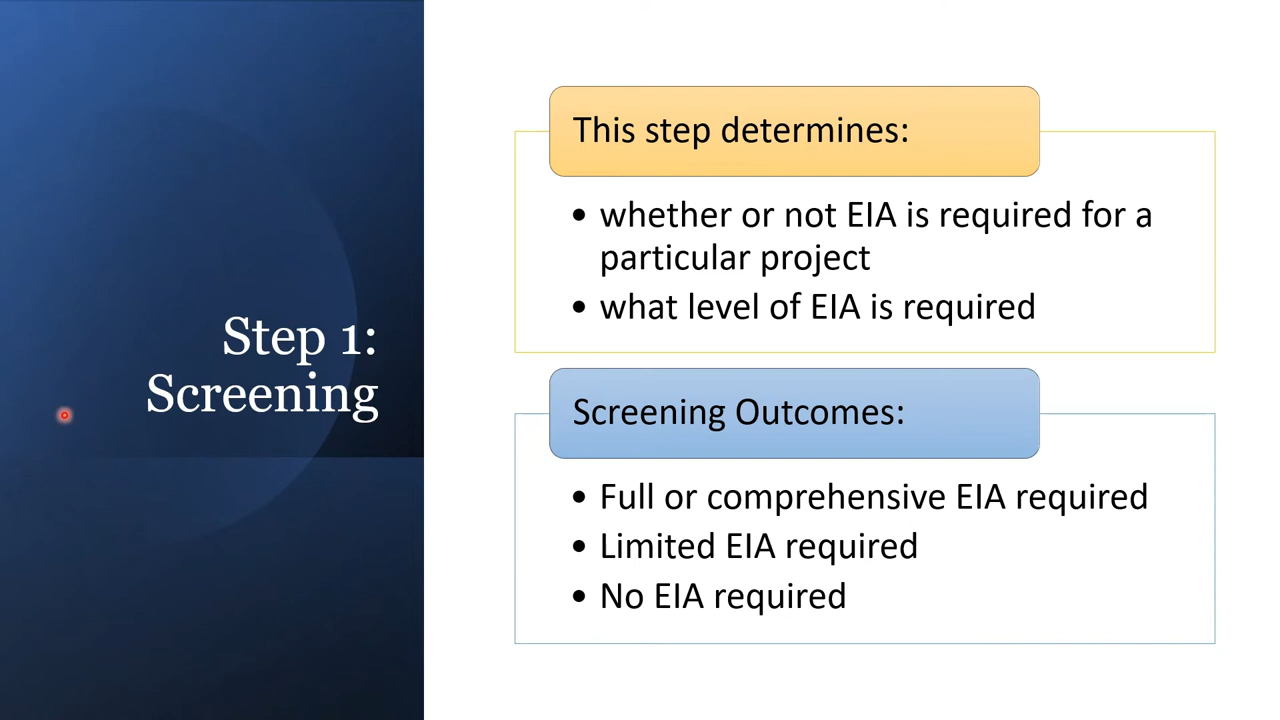 Step 1:
Screening
This step determines:
• whether or not EIA is required for a
particular project
• what level of EIA is required
Screening Outcomes:
• Full or comprehensive EIA required
• Limited EIA required
• No EIA required